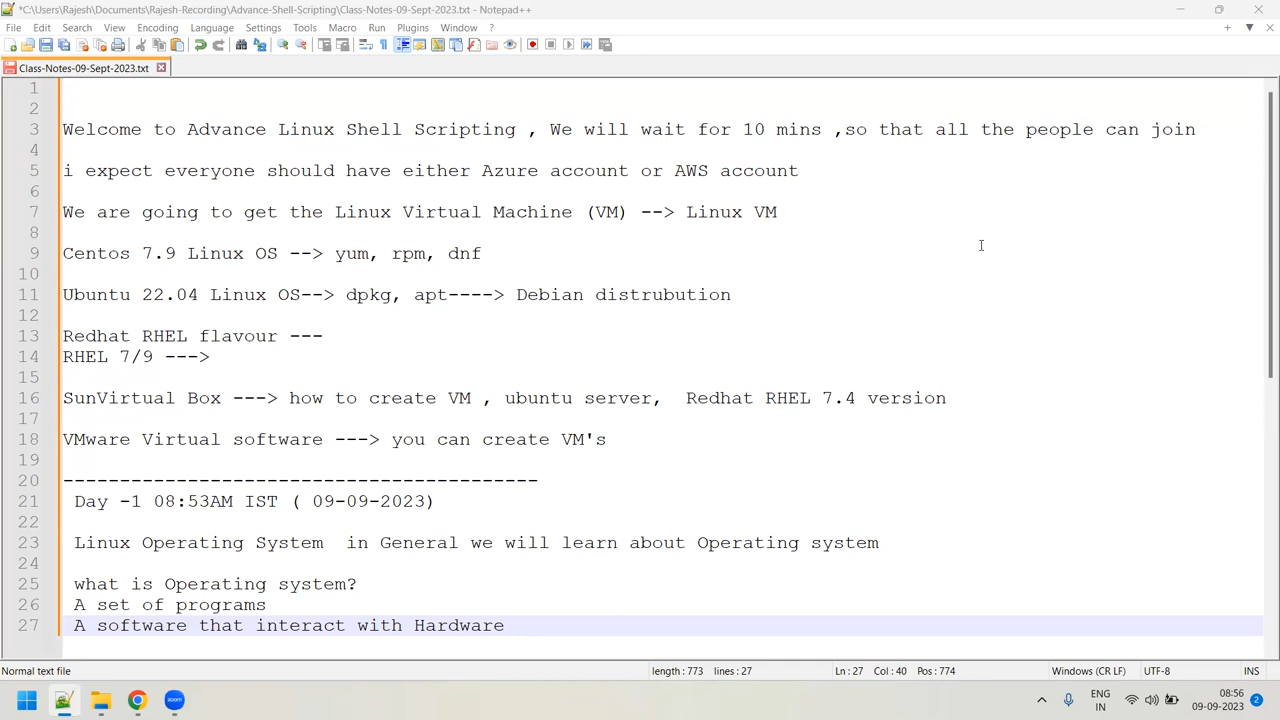 *C:\Users\Rajesh\Documents\Rajesh-Recording\Advance-Shell-Scripting\Class-Notes-09-Sept-2023.txt - Notepad++
File Edit Search View Encoding Language Settings Tools Macro Run Plugins Window ?
Class-Notes-09-Sept-2023.txt
1
2
3 Welcome to Advance Linux Shell Scripting , We will wait for 10 mins ,so that all the people can join
4
5 i expect everyone should have either Azure account or AWS account
6
7 We are going to get the Linux Virtual Machine (VM) --> Linux VM
8
9 Centos 7.9 Linux OS --> yum, rpm, dnf
10
11 Ubuntu 22.04 Linux OS--> dpkg, apt----> Debian distrubution
12
13 Redhat RHEL flavour ---
14 RHEL 7/9 --->
15
16 SunVirtual Box ---> how to create VM , ubuntu server,  Redhat RHEL 7.4 version
17
18 VMware Virtual software ---> you can create VM's
19
20 ------------------------------------------
21 Day -1 08:53AM IST ( 09-09-2023)
22
23 Linux Operating System  in General we will learn about Operating system
24
25 what is Operating system?
26 A set of programs
27 A software that interact with Hardware
Normal text file length : 773 lines : 27 Ln : 27 Col : 40 Pos : 774 Windows (CR LF) UTF-8 INS
zoom ENG IN 08:56 09-09-2023 2